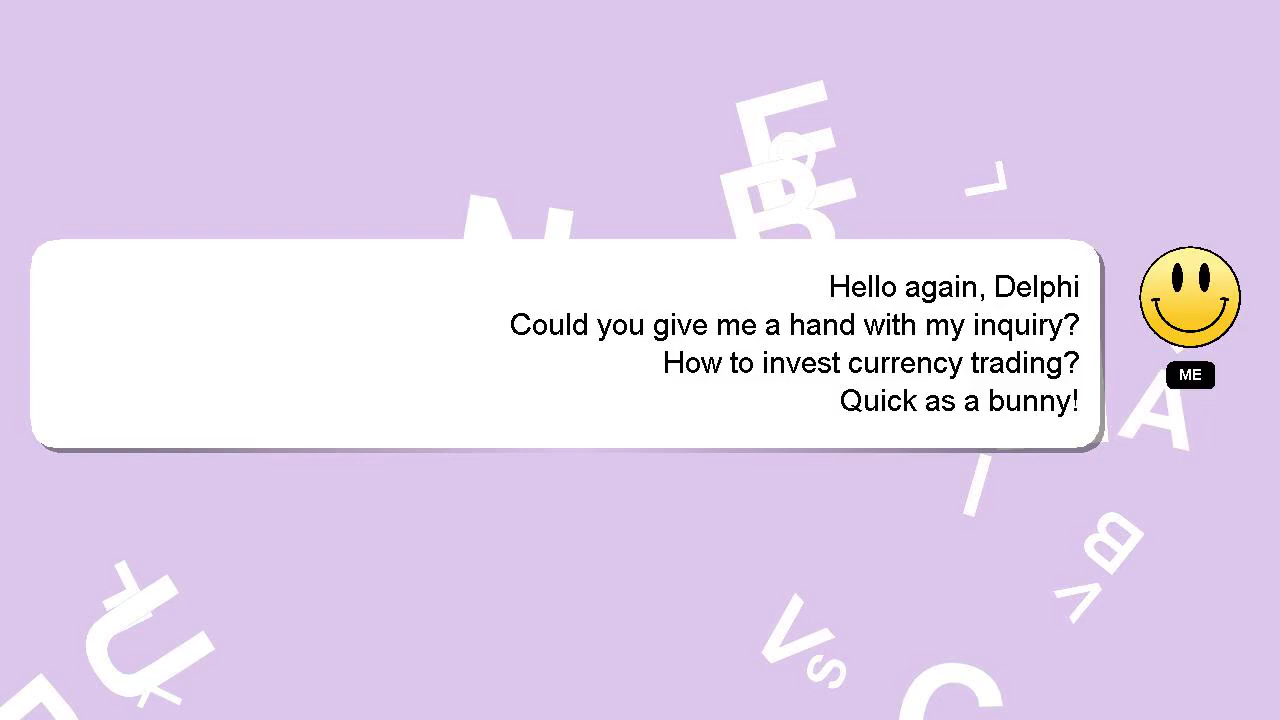 Hello again, Delphi
Could you give me a hand with my inquiry?
How to invest currency trading?
Quick as a bunny!
ME